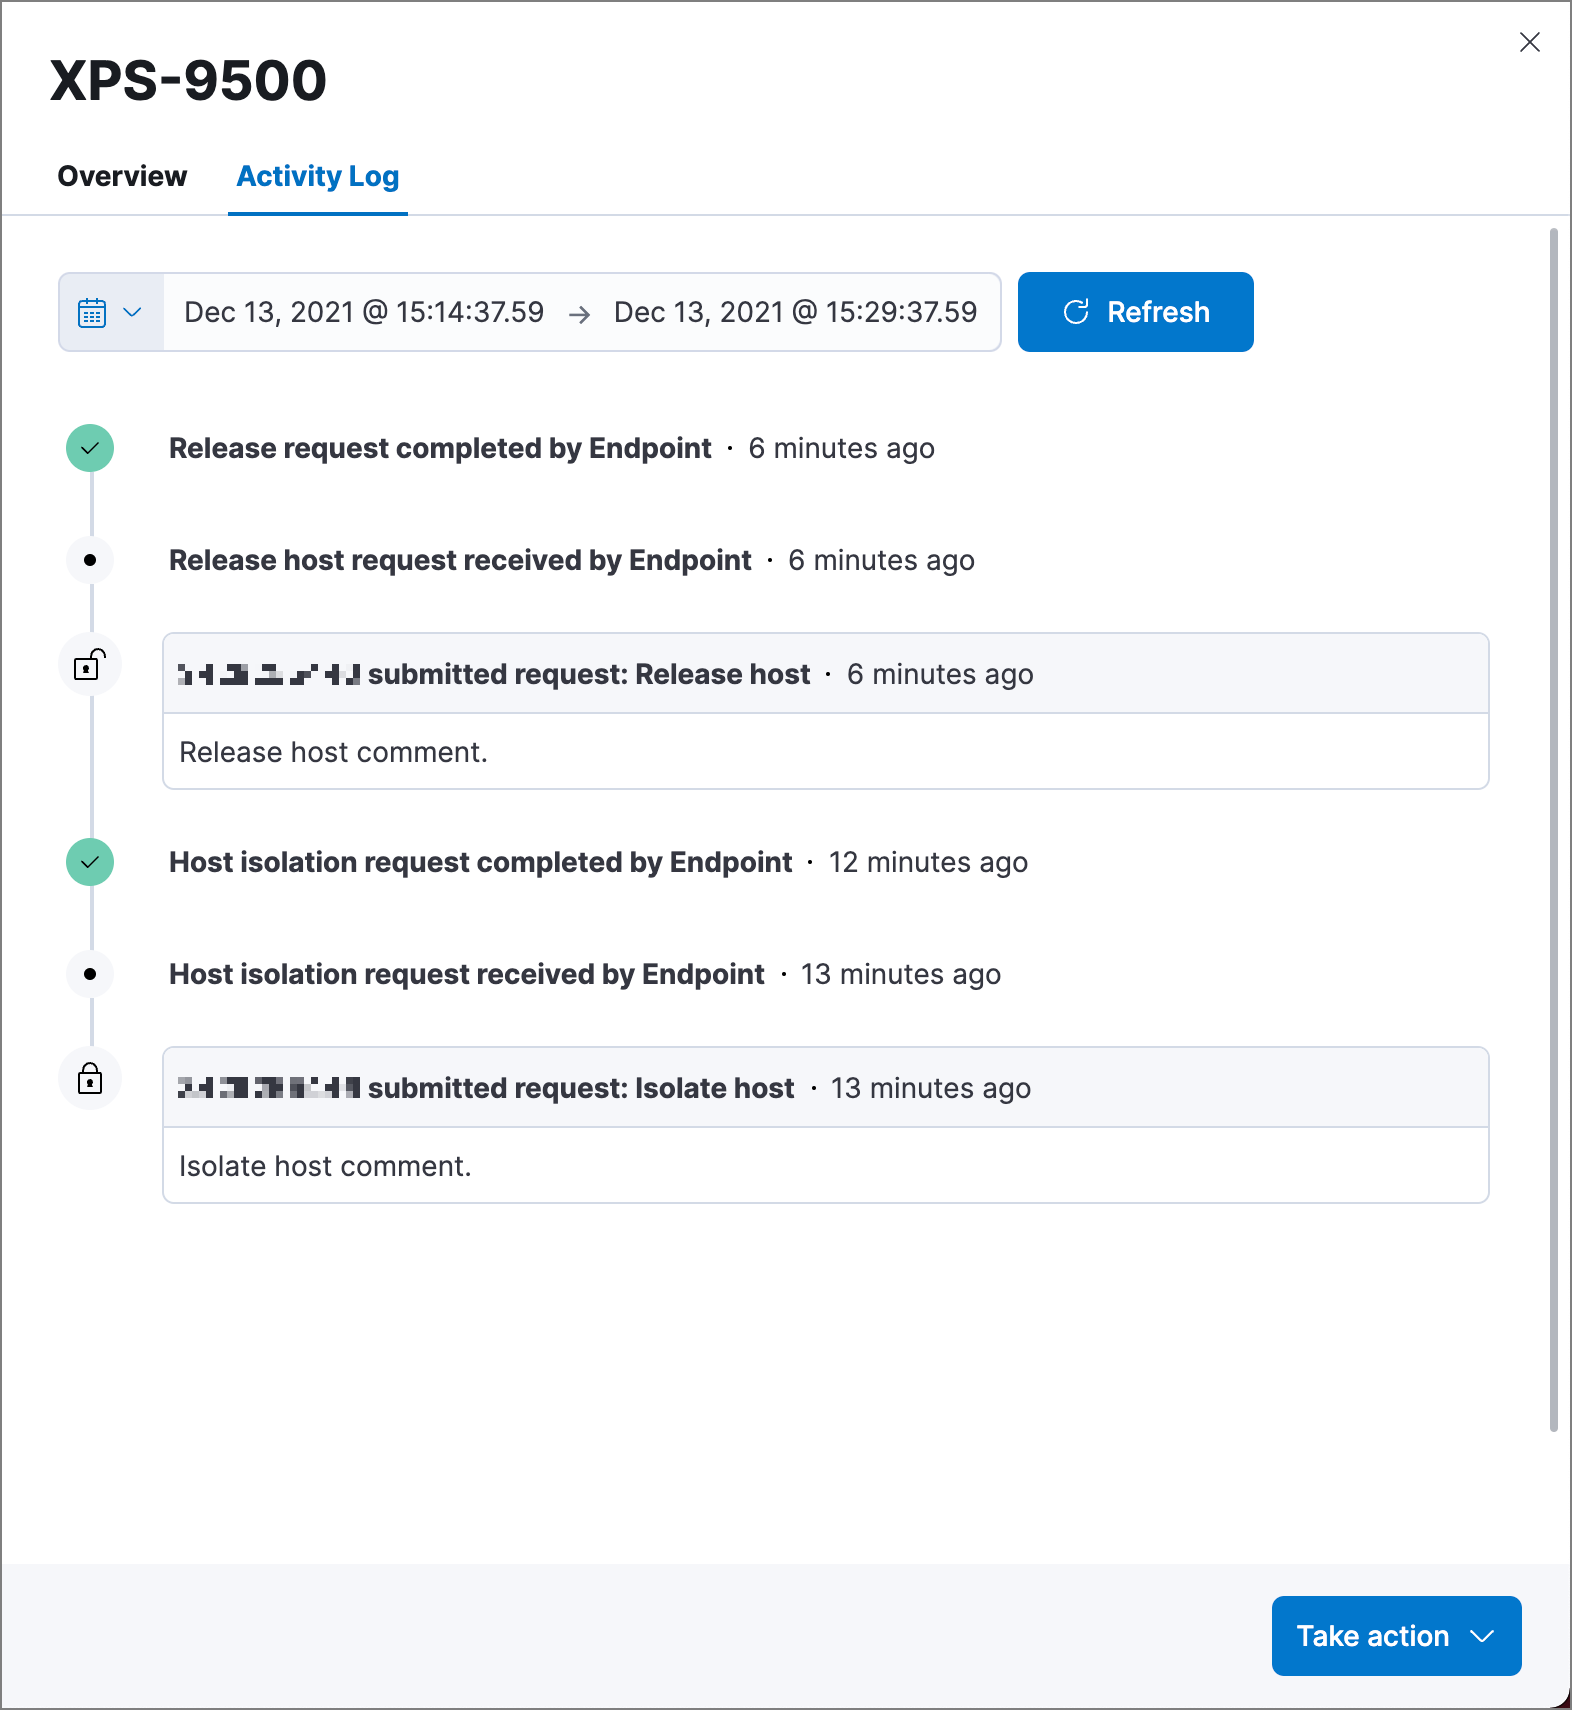 XPS-9500
Overview Activity Log
Dec 13, 2021 @ 15:14:37.59 → Dec 13, 2021 @ 15:29:37.59 Refresh
Release request completed by Endpoint · 6 minutes ago
Release host request received by Endpoint · 6 minutes ago
submitted request: Release host · 6 minutes ago
Release host comment.
Host isolation request completed by Endpoint · 12 minutes ago
Host isolation request received by Endpoint · 13 minutes ago
submitted request: Isolate host · 13 minutes ago
Isolate host comment.
Take action